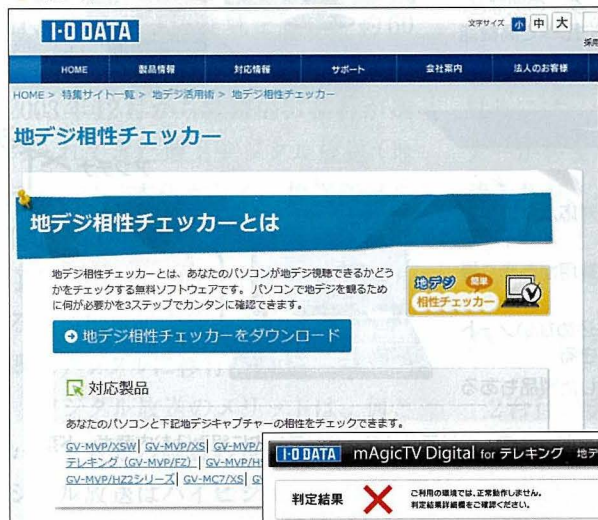 I-O DATA
文字サイズ 小 中 大
採用
HOME 製品情報 対応情報 サポート 会社案内 法人のお客様
HOME > 特集サイト一覧 > 地デジ活用術 > 地デジ相性チェッカー
地デジ相性チェッカー
地デジ相性チェッカーとは
地デジ相性チェッカーとは、あなたのパソコンが地デジ視聴できるかどう
かをチェックする無料ソフトウェアです。パソコンで地デジを観るため
に何が必要かを3ステップでカンタンに確認できます。
地デジ 簡単
相性チェッカー
地デジ相性チェッカーをダウンロード
対応製品
あなたのパソコンと下記地デジキャプチャーの相性をチェックできます。
GV-MVP/XSW| GV-MVP/XS| GV-MVP/
テレキング（GV-MVP/FZ）| GV-MVP/H
GV-MVP/HZ2シリーズ| GV-MC7/XS|
I-O DATA mAgicTV Digital for テレキング 地デ
判定結果 ご利用の環境では、正常動作しません。
判定結果詳細欄をご確認ください。